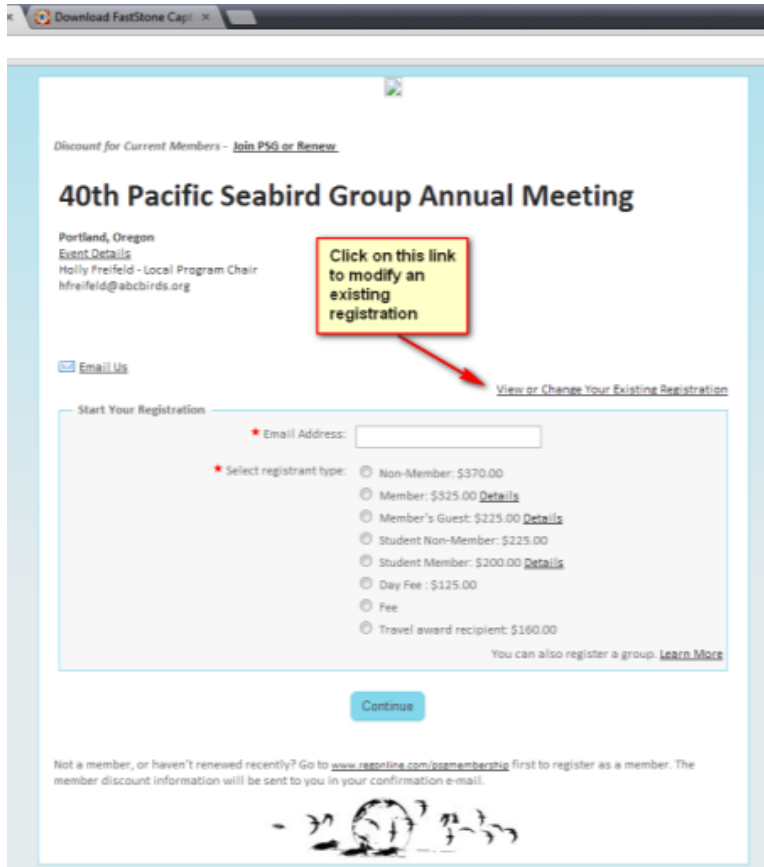 Download FastStone Capt
Discount for Current Members - Join PSG or Renew
40th Pacific Seabird Group Annual Meeting
Portland, Oregon
Event Details
Holly Freifeld - Local Program Chair
hfreifeld@abcbirds.org
Click on this link
to modify an
existing
registration
Email Us
View or Change Your Existing Registration
Start Your Registration
* Email Address:
* Select registrant type:
Non-Member: $370.00
Member: $325.00 Details
Member's Guest: $225.00 Details
Student Non-Member: $225.00
Student Member: $200.00 Details
Day Fee : $125.00
Fee
Travel award recipient: $160.00
You can also register a group. Learn More
Continue
Not a member, or haven't renewed recently? Go to www.regonline.com/psgmembership first to register as a member. The
member discount information will be sent to you in your confirmation e-mail.